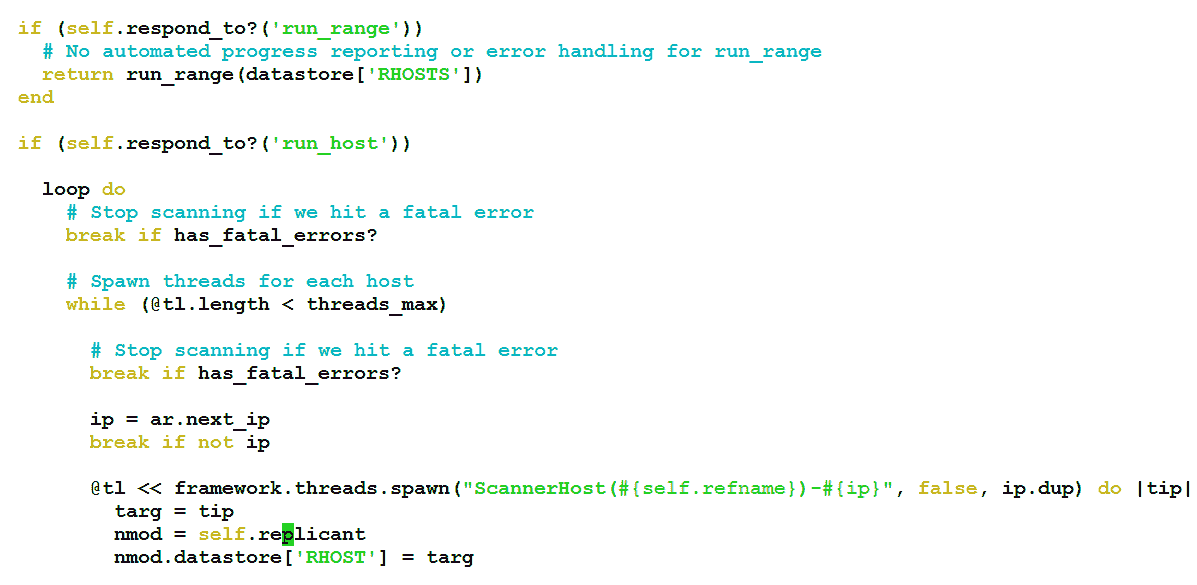 if (self.respond_to?('run_range'))
  # No automated progress reporting or error handling for run_range
  return run_range(datastore['RHOSTS'])
end

if (self.respond_to?('run_host'))

  loop do
    # Stop scanning if we hit a fatal error
    break if has_fatal_errors?

    # Spawn threads for each host
    while (@tl.length < threads_max)

      # Stop scanning if we hit a fatal error
      break if has_fatal_errors?

      ip = ar.next_ip
      break if not ip

      @tl << framework.threads.spawn("ScannerHost(#{self.refname})-#{ip}", false, ip.dup) do |tip|
        targ = tip
        nmod = self.replicant
        nmod.datastore['RHOST'] = targ